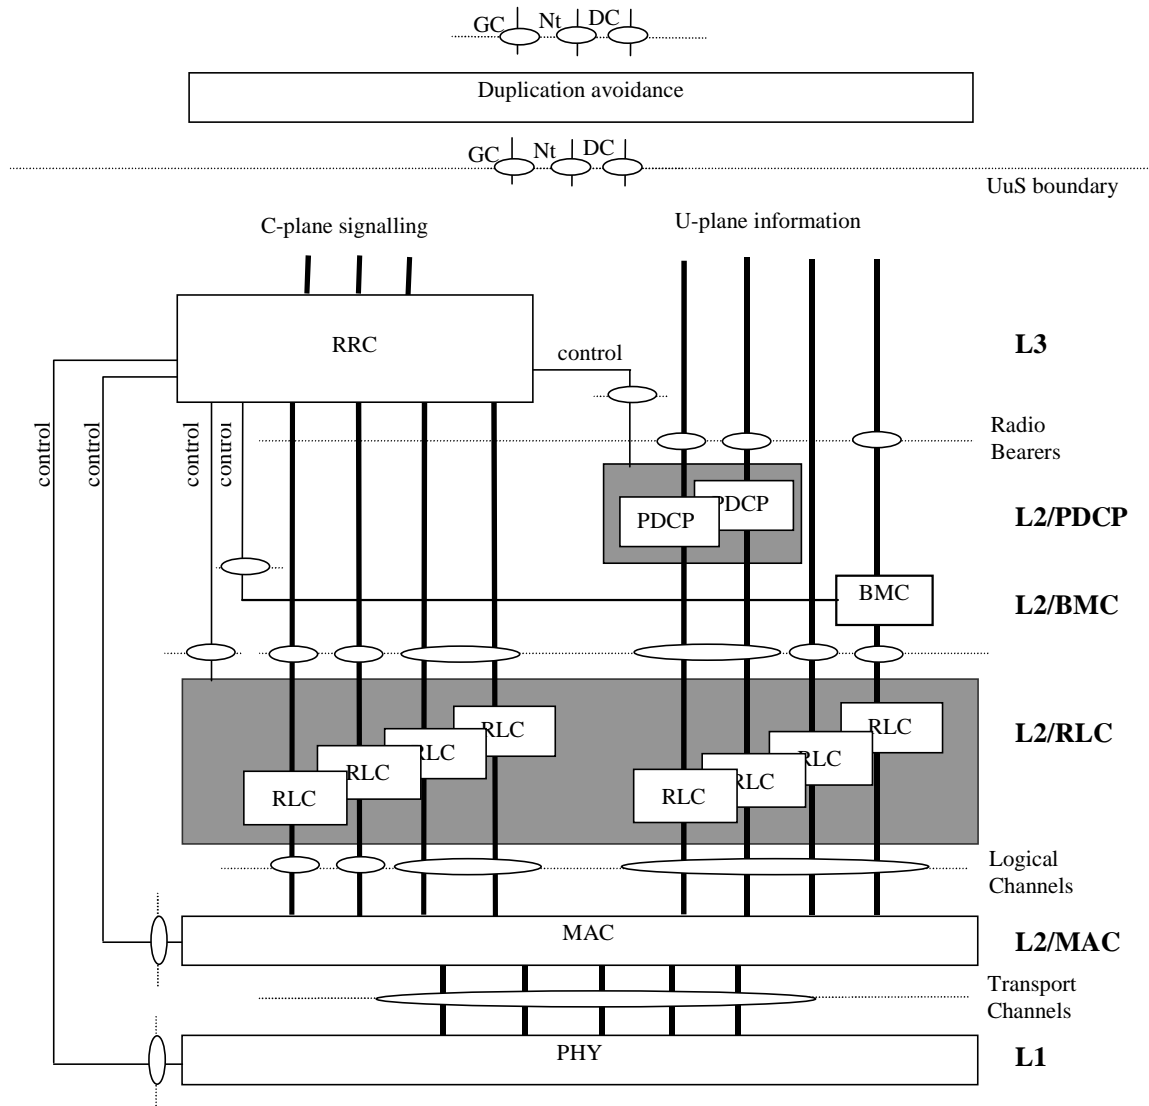 GC Nt DC
Duplication avoidance
GC Nt DC
UuS boundary
C-plane signalling
U-plane information
RRC
control
L3
control
control
control
control
Radio
Bearers
PDCP
PDCP
L2/PDCP
BMC
L2/BMC
RLC
RLC
RLC
RLC
RLC
RLC
RLC
RLC
L2/RLC
Logical
Channels
MAC
L2/MAC
Transport
Channels
PHY
L1